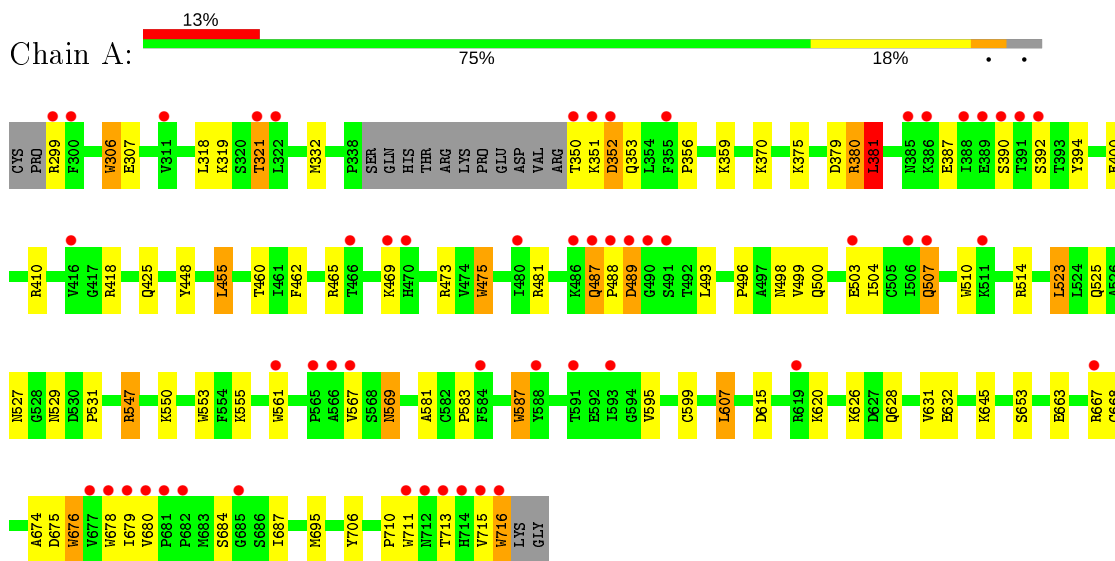 13%
Chain A:
75% 18% • •
CYS PRO R299 F300 V311 W306 E307 L318 K319 S320 T321 L322 M332 P338 SER GLN HIS THR ARG LYS PRO GLU ASP VAL ARG T350 K351 D352 Q353 L354 F355 P356 K359 K370 K375 D379 R380 L381 N385 K386 E387 I388 E389 S390 T391 S392 T393 Y394
R410 V416 G417 R418 Q425 Y448 L455 T460 I461 F462 R465 T466 K469 H470 R473 V474 W475 I480 R481 K486 Q487 P488 D489 G490 S491 T492 L493 P496 A497 N498 V499 Q500 E503 I504 C505 I506 Q507 W510 K511 R514 L523 L524 Q525 A526
N527 G528 N529 D530 P531 R547 K550 W553 F554 K555 W561 P565 A566 V567 S568 N569 A581 C582 P583 F584 W587 Y588 T591 E592 I593 G594 V595 C599 L607 D615 R619 K620 K626 D627 Q628 V631 E632 K645 S653 E663 R667 G668
A674 D675 W676 V677 W678 I679 V680 P681 P682 M683 S684 G685 S686 I687 M695 Y706 P710 W711 N712 T713 H714 V715 W716 LYS GLY